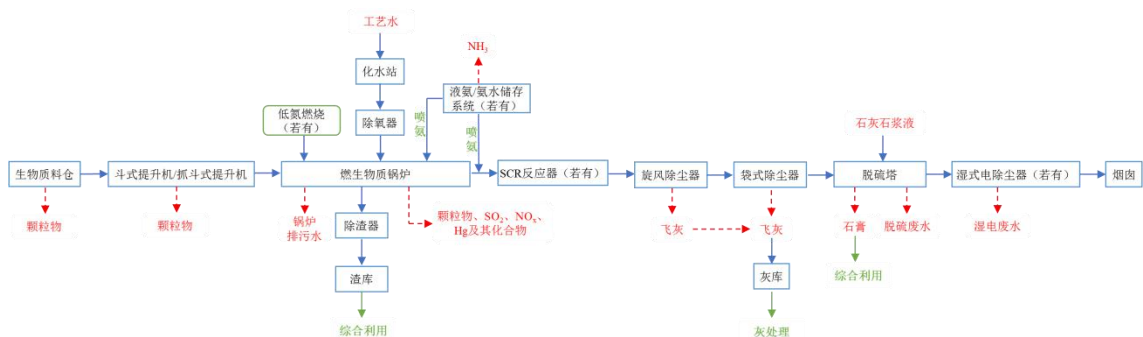 工艺水
NH₃
化水站
液氨/氨水储存
系统（若有）
低氮燃烧
（若有）
除氧器
喷氨
喷氨
石灰石浆液
生物质料仓
斗式提升机/抓斗式提升机
燃生物质锅炉
SCR反应器（若有）
旋风除尘器
袋式除尘器
脱硫塔
湿式电除尘器（若有）
烟囱
颗粒物
颗粒物
锅炉
排污水
除渣器
颗粒物、SO₂、NOₓ、
Hg及其化合物
飞灰
飞灰
石膏
脱硫废水
湿电废水
渣库
灰库
综合利用
综合利用
灰处理